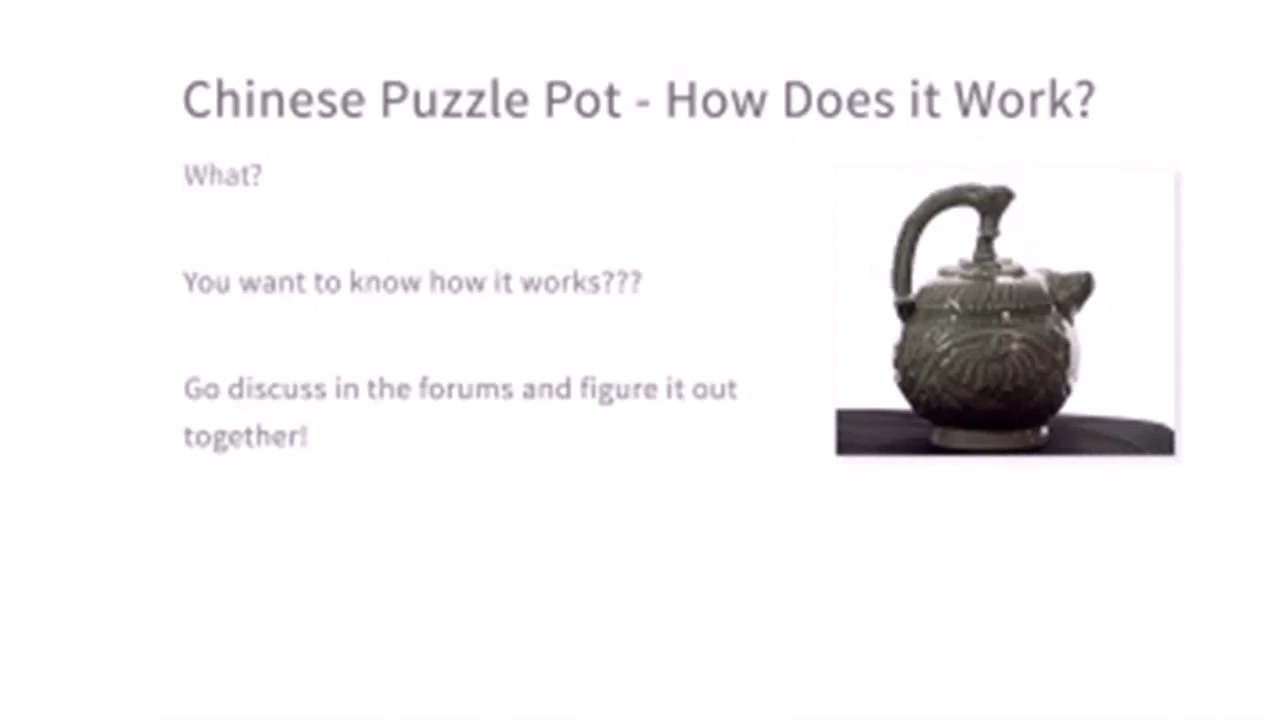 Chinese Puzzle Pot - How Does it Work?
What?
You want to know how it works???
Go discuss in the forums and figure it out
together!